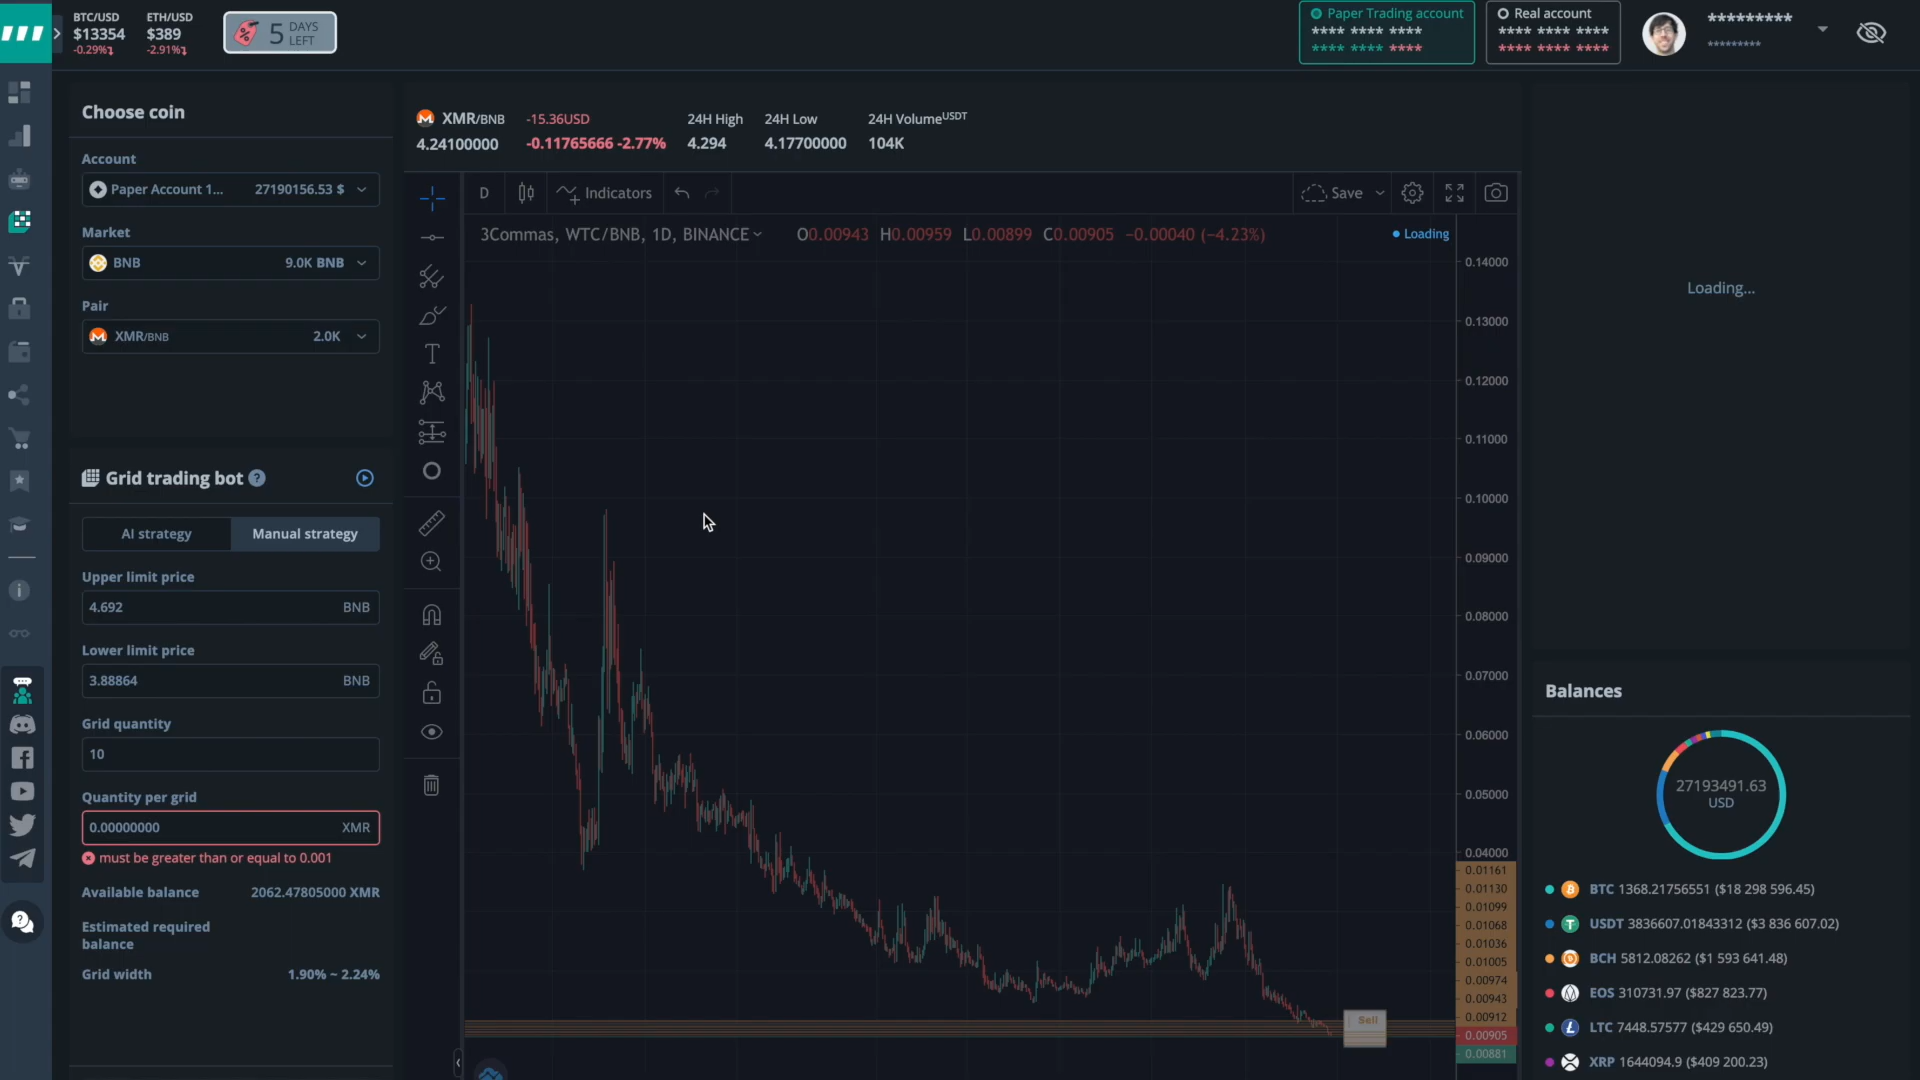 BTC/USD
$13354
-0.29%
ETH/USD
$389
-2.91%
5 DAYS LEFT
Paper Trading account
**** **** ****
**** **** ****
Real account
**** **** ****
**** **** ****
*********
*********
Choose coin
Account
Paper Account 1... 27190156.53 $
Market
BNB 9.0K BNB
Pair
XMR/BNB 2.0K
XMR/BNB
4.24100000
-15.36USD
-0.11765666 -2.77%
24H High
4.294
24H Low
4.17700000
24H VolumeUSDT
104K
D
Indicators
Save
3Commas, WTC/BNB, 1D, BINANCE
O0.00943 H0.00959 L0.00899 C0.00905 −0.00040 (−4.23%)
Loading
0.14000
0.13000
0.12000
0.11000
0.10000
0.09000
0.08000
0.07000
0.06000
0.05000
0.04000
0.01161
0.01130
0.01099
0.01068
0.01036
0.01005
0.00974
0.00943
0.00912
0.00905
0.00881
Sell
Grid trading bot
AI strategy
Manual strategy
Upper limit price
4.692 BNB
Lower limit price
3.88864 BNB
Grid quantity
10
Quantity per grid
0.00000000 XMR
must be greater than or equal to 0.001
Available balance 2062.47805000 XMR
Estimated required
balance
Grid width 1.90% ~ 2.24%
Loading...
Balances
27193491.63
USD
BTC 1368.21756551 ($18 298 596.45)
USDT 3836607.01843312 ($3 836 607.02)
BCH 5812.08262 ($1 593 641.48)
EOS 310731.97 ($827 823.77)
LTC 7448.57577 ($429 650.49)
XRP 1644094.9 ($409 200.23)